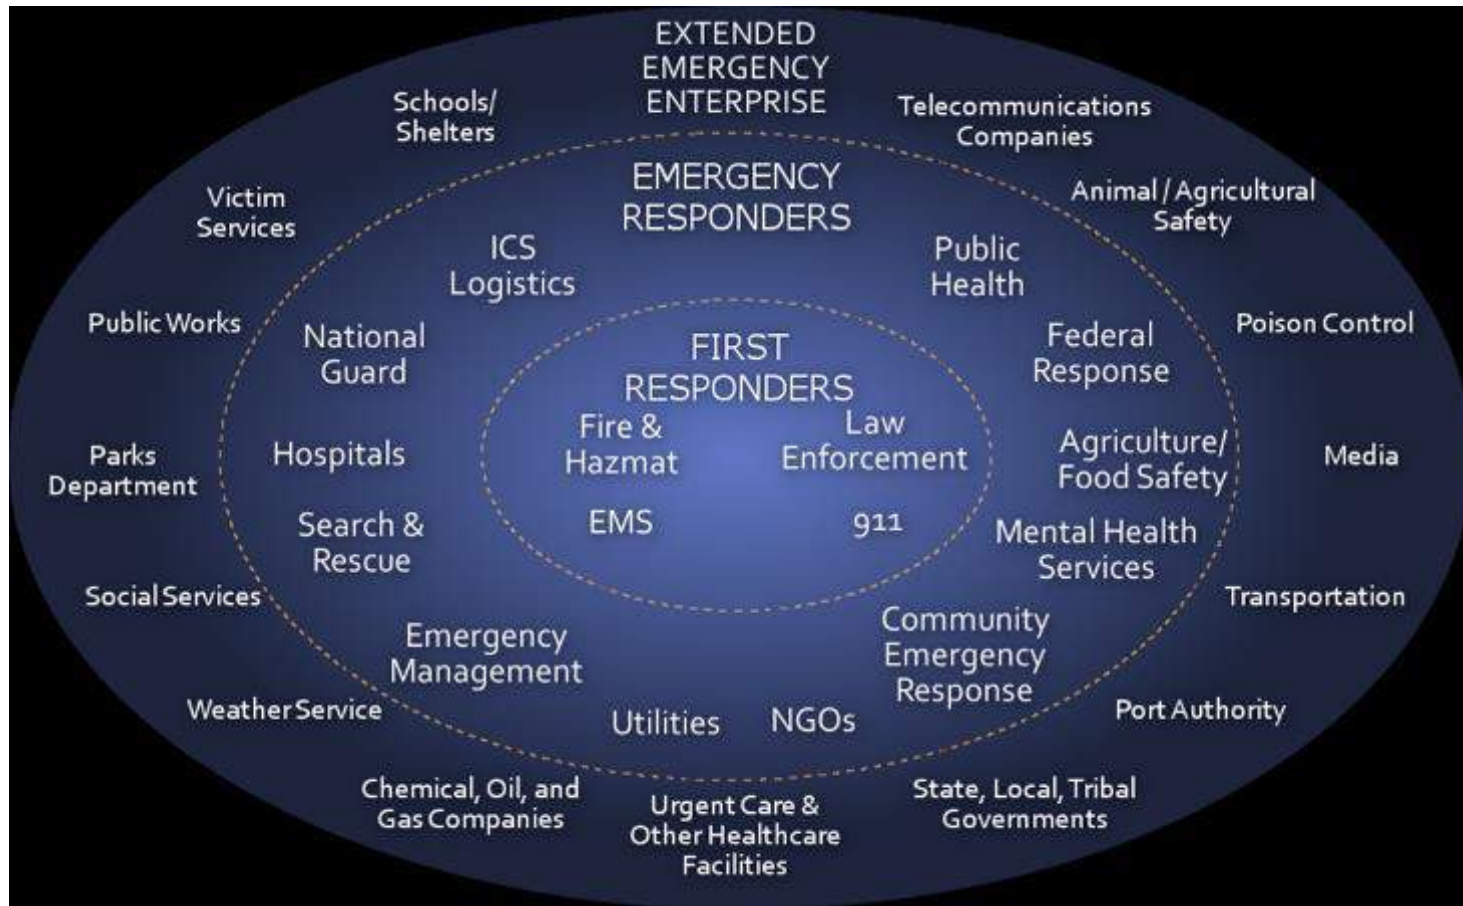 EXTENDED
EMERGENCY
ENTERPRISE
Schools/
Shelters
Telecommunications
Companies
Victim
Services
Animal / Agricultural
Safety
Public Works
Poison Control
Parks
Department
Media
Social Services
Transportation
Weather Service
Port Authority
Chemical, Oil, and
Gas Companies
Urgent Care &
Other Healthcare
Facilities
State, Local, Tribal
Governments
EMERGENCY
RESPONDERS
ICS
Logistics
Public
Health
National
Guard
Federal
Response
Hospitals
Agriculture/
Food Safety
Search &
Rescue
Mental Health
Services
Emergency
Management
Community
Emergency
Response
Utilities
NGOs
FIRST
RESPONDERS
Fire &
Hazmat
Law
Enforcement
EMS
911